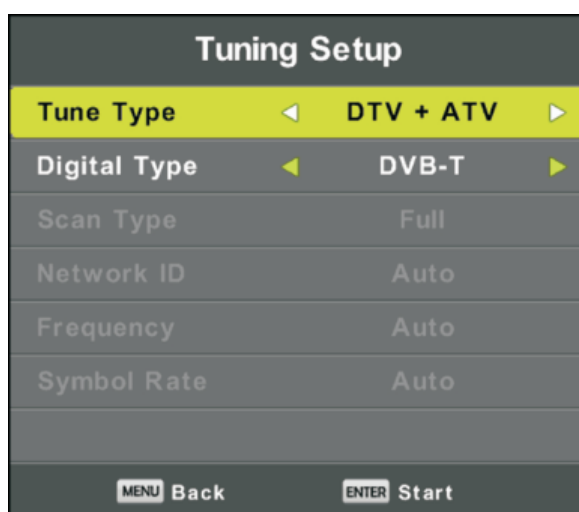 Tuning Setup
Tune Type DTV + ATV
Digital Type DVB-T
Scan Type Full
Network ID Auto
Frequency Auto
Symbol Rate Auto
MENU Back ENTER Start